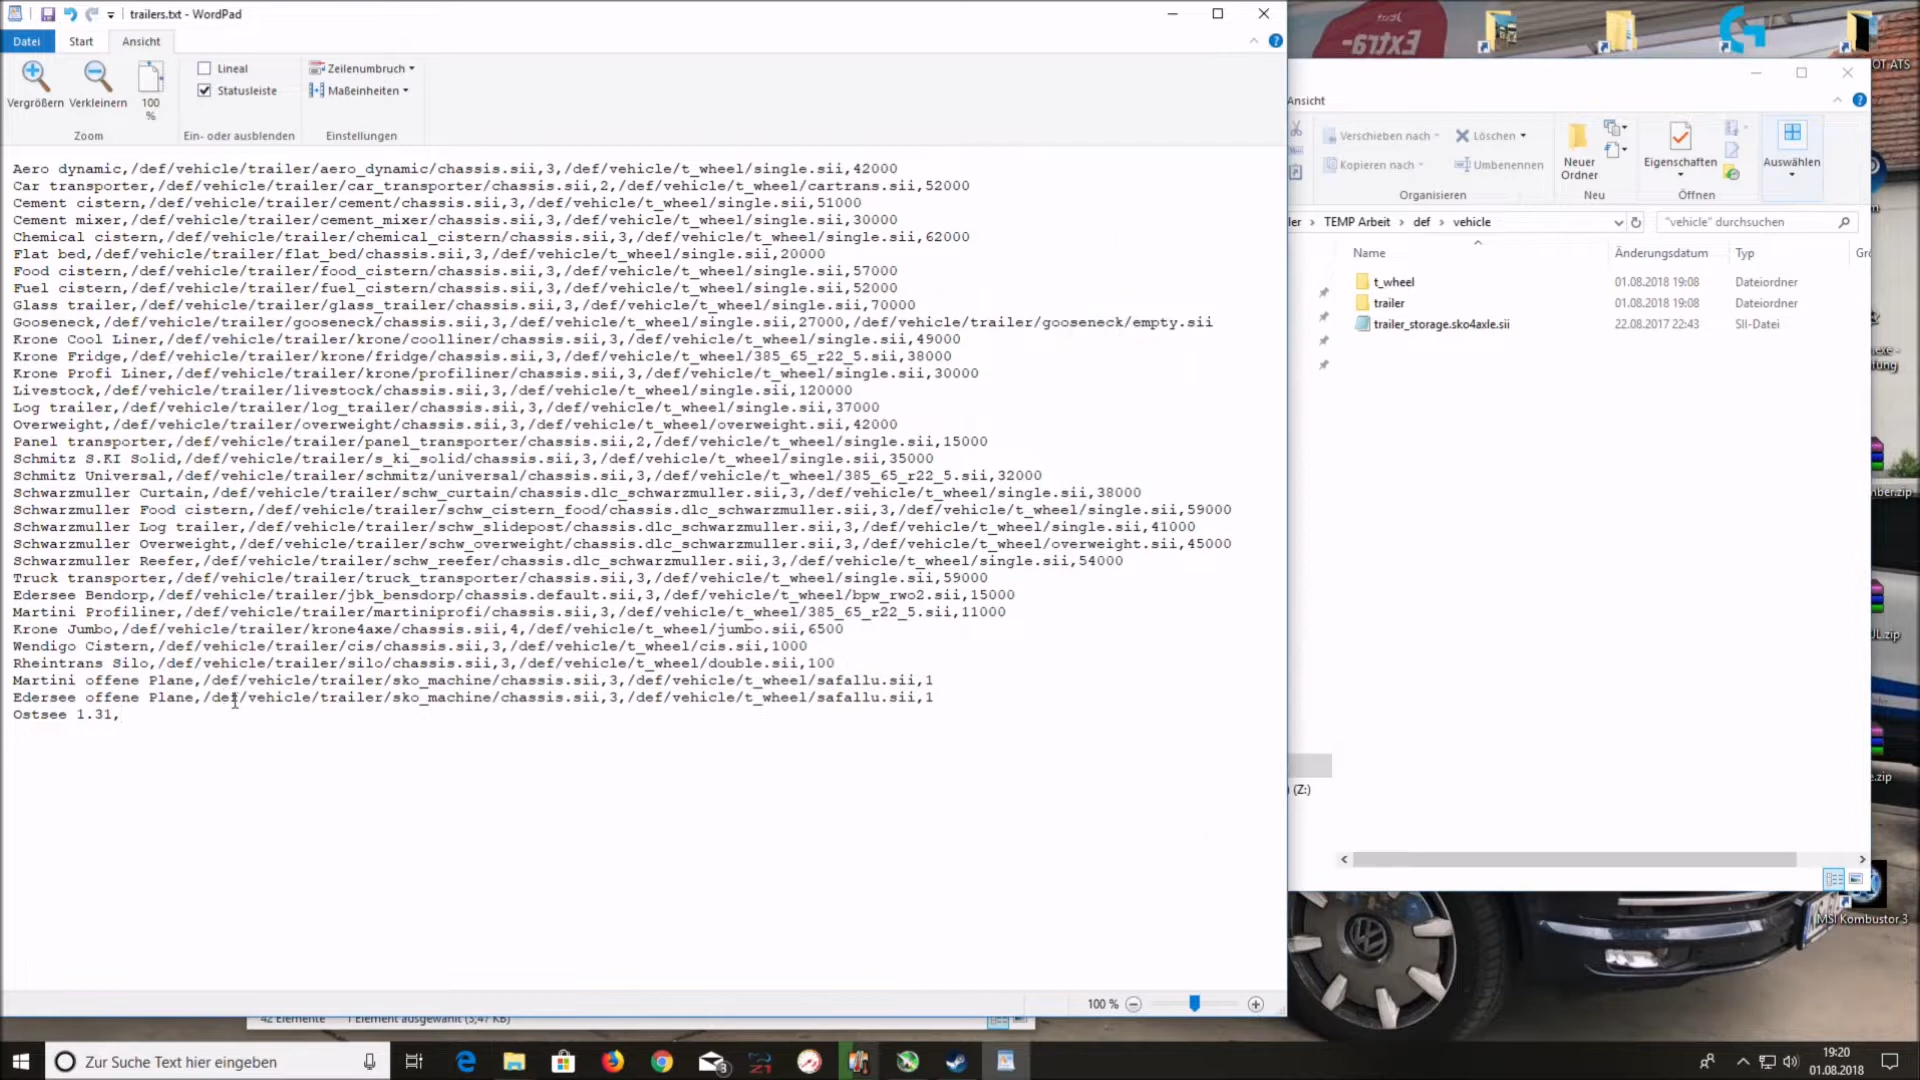 trailers.txt - WordPad
Datei Start Ansicht
Vergrößern Verkleinern 100 %
Lineal
Statusleiste
Zeilenumbruch
Maßeinheiten
Zoom Ein- oder ausblenden Einstellungen
Aero dynamic,/def/vehicle/trailer/aero_dynamic/chassis.sii,3,/def/vehicle/t_wheel/single.sii,42000
Car transporter,/def/vehicle/trailer/car_transporter/chassis.sii,2,/def/vehicle/t_wheel/cartrans.sii,52000
Cement cistern,/def/vehicle/trailer/cement/chassis.sii,3,/def/vehicle/t_wheel/single.sii,51000
Cement mixer,/def/vehicle/trailer/cement_mixer/chassis.sii,3,/def/vehicle/t_wheel/single.sii,30000
Chemical cistern,/def/vehicle/trailer/chemical_cistern/chassis.sii,3,/def/vehicle/t_wheel/single.sii,62000
Flat bed,/def/vehicle/trailer/flat_bed/chassis.sii,3,/def/vehicle/t_wheel/single.sii,20000
Food cistern,/def/vehicle/trailer/food_cistern/chassis.sii,3,/def/vehicle/t_wheel/single.sii,57000
Fuel cistern,/def/vehicle/trailer/fuel_cistern/chassis.sii,3,/def/vehicle/t_wheel/single.sii,52000
Glass trailer,/def/vehicle/trailer/glass_trailer/chassis.sii,3,/def/vehicle/t_wheel/single.sii,70000
Gooseneck,/def/vehicle/trailer/gooseneck/chassis.sii,3,/def/vehicle/t_wheel/single.sii,27000,/def/vehicle/trailer/gooseneck/empty.sii
Krone Cool Liner,/def/vehicle/trailer/krone/coolliner/chassis.sii,3,/def/vehicle/t_wheel/single.sii,49000
Krone Fridge,/def/vehicle/trailer/krone/fridge/chassis.sii,3,/def/vehicle/t_wheel/385_65_r22_5.sii,38000
Krone Profi Liner,/def/vehicle/trailer/krone/profiliner/chassis.sii,3,/def/vehicle/t_wheel/single.sii,30000
Livestock,/def/vehicle/trailer/livestock/chassis.sii,3,/def/vehicle/t_wheel/single.sii,120000
Log trailer,/def/vehicle/trailer/log_trailer/chassis.sii,3,/def/vehicle/t_wheel/single.sii,37000
Overweight,/def/vehicle/trailer/overweight/chassis.sii,3,/def/vehicle/t_wheel/overweight.sii,42000
Panel transporter,/def/vehicle/trailer/panel_transporter/chassis.sii,2,/def/vehicle/t_wheel/single.sii,15000
Schmitz S.KI Solid,/def/vehicle/trailer/s_ki_solid/chassis.sii,3,/def/vehicle/t_wheel/single.sii,35000
Schmitz Universal,/def/vehicle/trailer/schmitz/universal/chassis.sii,3,/def/vehicle/t_wheel/385_65_r22_5.sii,32000
Schwarzmuller Curtain,/def/vehicle/trailer/schw_curtain/chassis.dlc_schwarzmuller.sii,3,/def/vehicle/t_wheel/single.sii,38000
Schwarzmuller Food cistern,/def/vehicle/trailer/schw_cistern_food/chassis.dlc_schwarzmuller.sii,3,/def/vehicle/t_wheel/single.sii,59000
Schwarzmuller Log trailer,/def/vehicle/trailer/schw_slidepost/chassis.dlc_schwarzmuller.sii,3,/def/vehicle/t_wheel/single.sii,41000
Schwarzmuller Overweight,/def/vehicle/trailer/schw_overweight/chassis.dlc_schwarzmuller.sii,3,/def/vehicle/t_wheel/overweight.sii,45000
Schwarzmuller Reefer,/def/vehicle/trailer/schw_reefer/chassis.dlc_schwarzmuller.sii,3,/def/vehicle/t_wheel/single.sii,54000
Truck transporter,/def/vehicle/trailer/truck_transporter/chassis.sii,3,/def/vehicle/t_wheel/single.sii,59000
Edersee Bendorp,/def/vehicle/trailer/jbk_bensdorp/chassis.default.sii,3,/def/vehicle/t_wheel/bpw_rwo2.sii,15000
Martini Profiliner,/def/vehicle/trailer/martiniprofi/chassis.sii,3,/def/vehicle/t_wheel/385_65_r22_5.sii,11000
Krone Jumbo,/def/vehicle/trailer/krone4axe/chassis.sii,4,/def/vehicle/t_wheel/jumbo.sii,6500
Wendigo Cistern,/def/vehicle/trailer/cis/chassis.sii,3,/def/vehicle/t_wheel/cis.sii,1000
Rheintrans Silo,/def/vehicle/trailer/silo/chassis.sii,3,/def/vehicle/t_wheel/double.sii,100
Martini offene Plane,/def/vehicle/trailer/sko_machine/chassis.sii,3,/def/vehicle/t_wheel/safallu.sii,1
Edersee offene Plane,/def/vehicle/trailer/sko_machine/chassis.sii,3,/def/vehicle/t_wheel/safallu.sii,1
Ostsee 1.31,
100 %
42 Elemente 1 Element ausgewählt (3,47 KB)
Extra-
OT ATS
Ansicht
Verschieben nach Löschen
Kopieren nach Umbenennen
Neuer Ordner
Eigenschaften
Auswählen
Organisieren Neu Öffnen
ler › TEMP Arbeit › def › vehicle
"vehicle" durchsuchen
Name Änderungsdatum Typ Grö
t_wheel 01.08.2018 19:08 Dateiordner
trailer 01.08.2018 19:08 Dateiordner
trailer_storage.sko4axle.sii 22.08.2017 22:43 SII-Datei
) (Z:)
MSI Kombustor 3
Zur Suche Text hier eingeben
19:20
01.08.2018